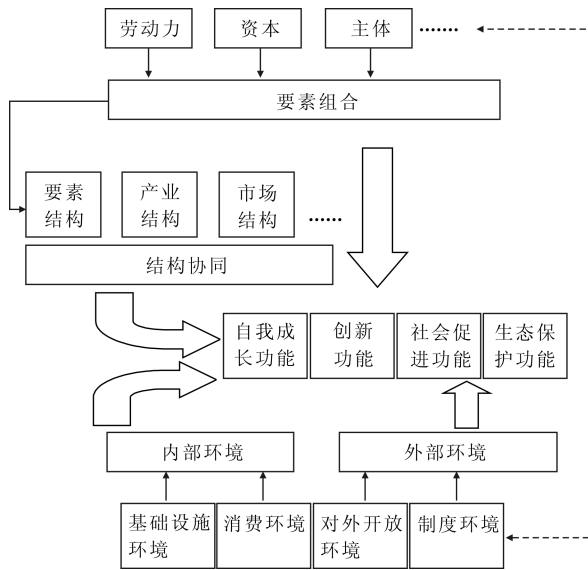 劳动力
资本
主体
.......
要素组合
要素
结构
产业
结构
市场
结构
......
结构协同
自我成
长功能
创新
功能
社会促
进功能
生态保
护功能
内部环境
外部环境
基础设施
环境
消费环境
对外开放
环境
制度环境